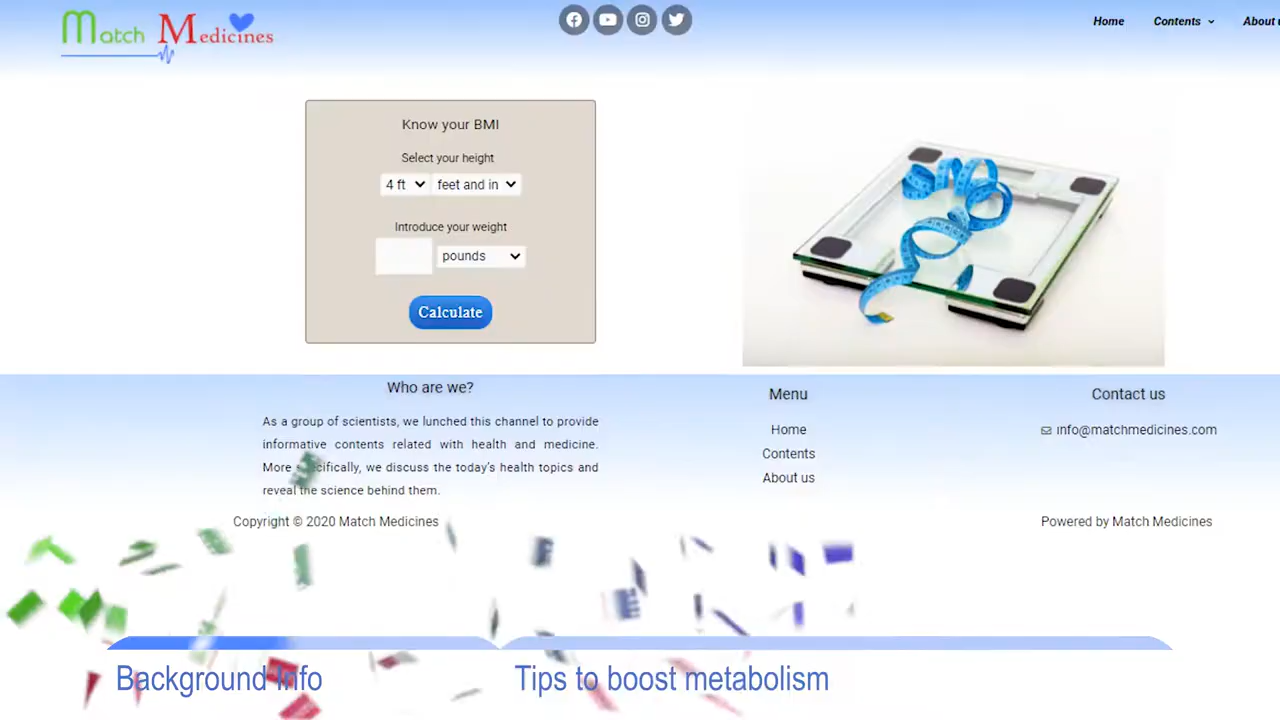 Match Medicines
Home Contents About u
Know your BMI
Select your height
4 ft feet and in
Introduce your weight
pounds
Calculate
Who are we?
As a group of scientists, we lunched this channel to provide
informative contents related with health and medicine.
More specifically, we discuss the today's health topics and
reveal the science behind them.
Menu
Home
Contents
About us
Contact us
info@matchmedicines.com
Copyright © 2020 Match Medicines
Powered by Match Medicines
Background Info
Tips to boost metabolism